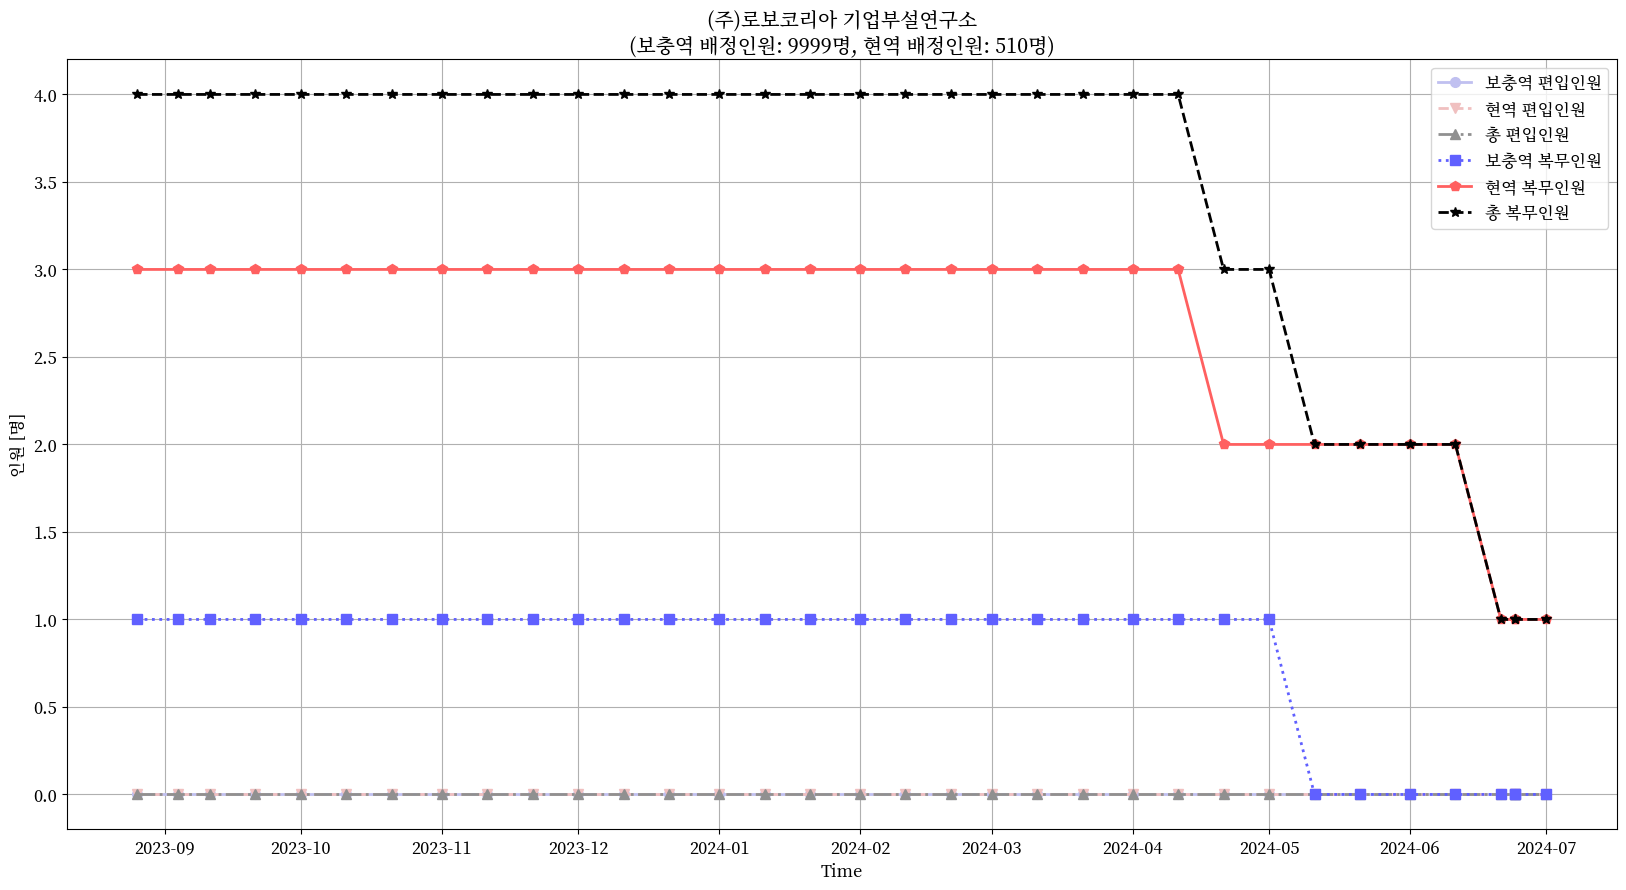 (주)로보코리아 기업부설연구소
(보충역 배정인원: 9999명, 현역 배정인원: 510명)
보충역 편입인원
현역 편입인원
총 편입인원
보충역 복무인원
현역 복무인원
총 복무인원
4.0
3.5
3.0
2.5
2.0
1.5
1.0
0.5
0.0
인원 [명]
2023-09
2023-10
2023-11
2023-12
2024-01
2024-02
2024-03
2024-04
2024-05
2024-06
2024-07
Time